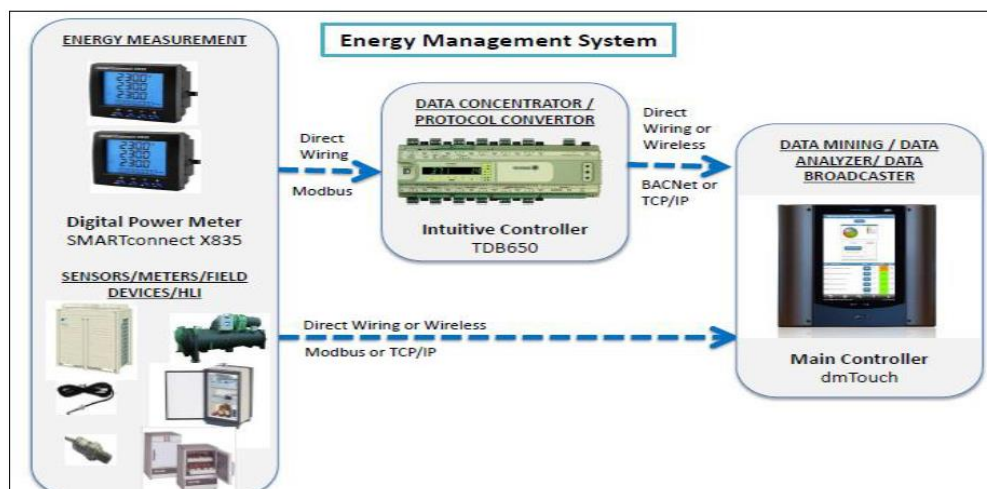 Energy Management System
ENERGY MEASUREMENT
Digital Power Meter
SMARTconnect X835
SENSORS/METERS/FIELD
DEVICES/HLI
Direct
Wiring
Modbus
DATA CONCENTRATOR /
PROTOCOL CONVERTOR
Intuitive Controller
TDB650
Direct
Wiring or
Wireless
BACNet or
TCP/IP
Direct Wiring or Wireless
Modbus or TCP/IP
DATA MINING / DATA
ANALYZER/ DATA
BROADCASTER
Main Controller
dmTouch